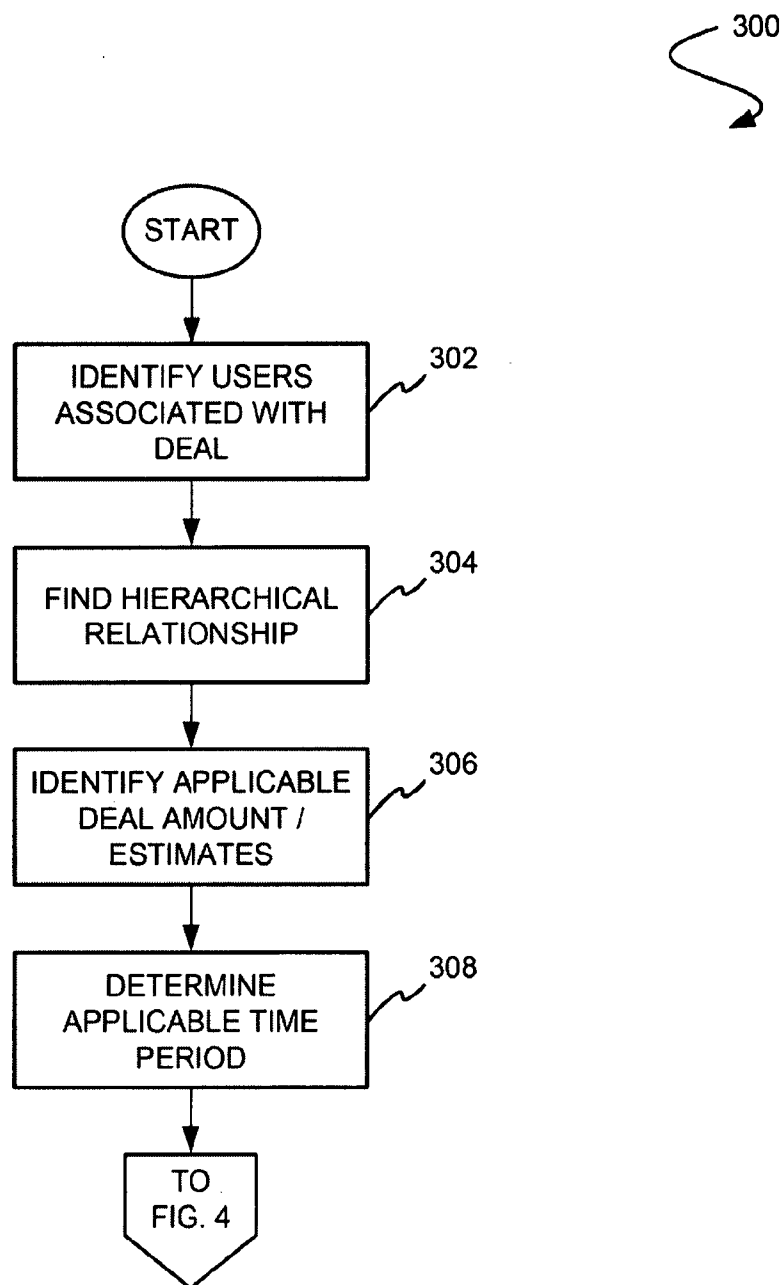 300
START
302
IDENTIFY USERS
ASSOCIATED WITH
DEAL
304
FIND HIERARCHICAL
RELATIONSHIP
306
IDENTIFY APPLICABLE
DEAL AMOUNT /
ESTIMATES
308
DETERMINE
APPLICABLE TIME
PERIOD
TO
FIG. 4